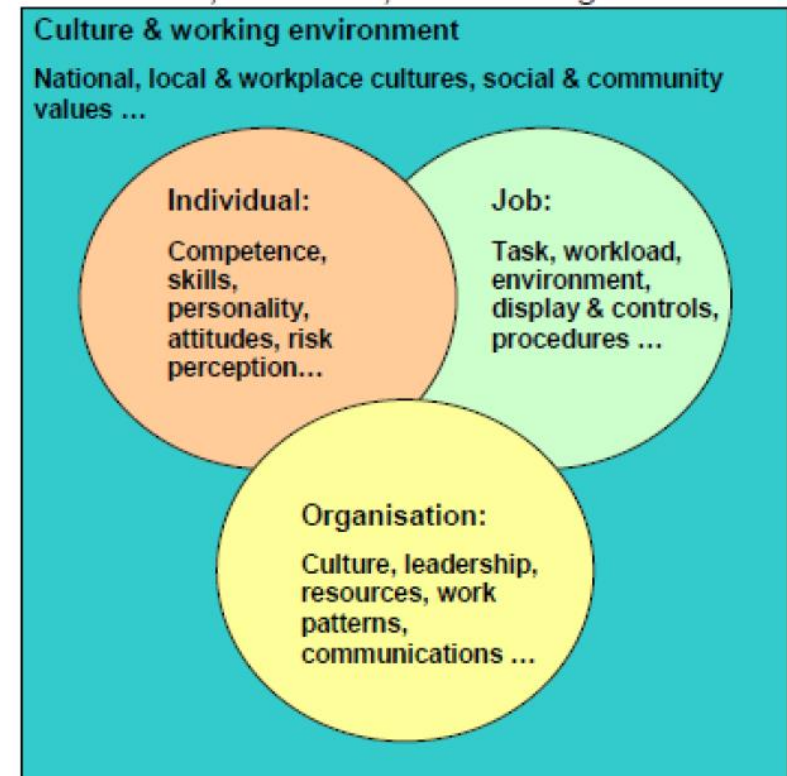 Culture & working environment
National, local & workplace cultures, social & community
values ...
Individual:
Competence,
skills,
personality,
attitudes, risk
perception...
Job:
Task, workload,
environment,
display & controls,
procedures ...
Organisation:
Culture, leadership,
resources, work
patterns,
communications ...